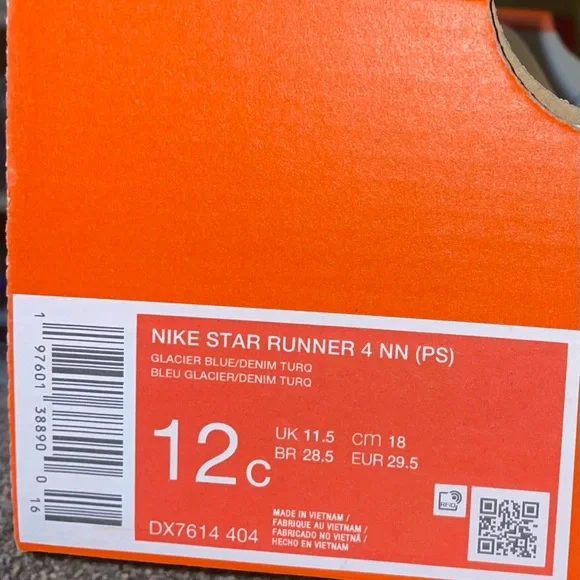 NIKE STAR RUNNER 4 NN (PS)
GLACIER BLUE/DENIM TURQ
BLEU GLACIER/DENIM TURQ
12c
UK 11.5 cm 18
BR 28.5 EUR 29.5
DX7614 404
MADE IN VIETNAM /
FABRIQUE AU VIETNAM /
FABRICADO NO VIETNÃ /
HECHO EN VIETNAM
RFID
1 97601 38890 0 16